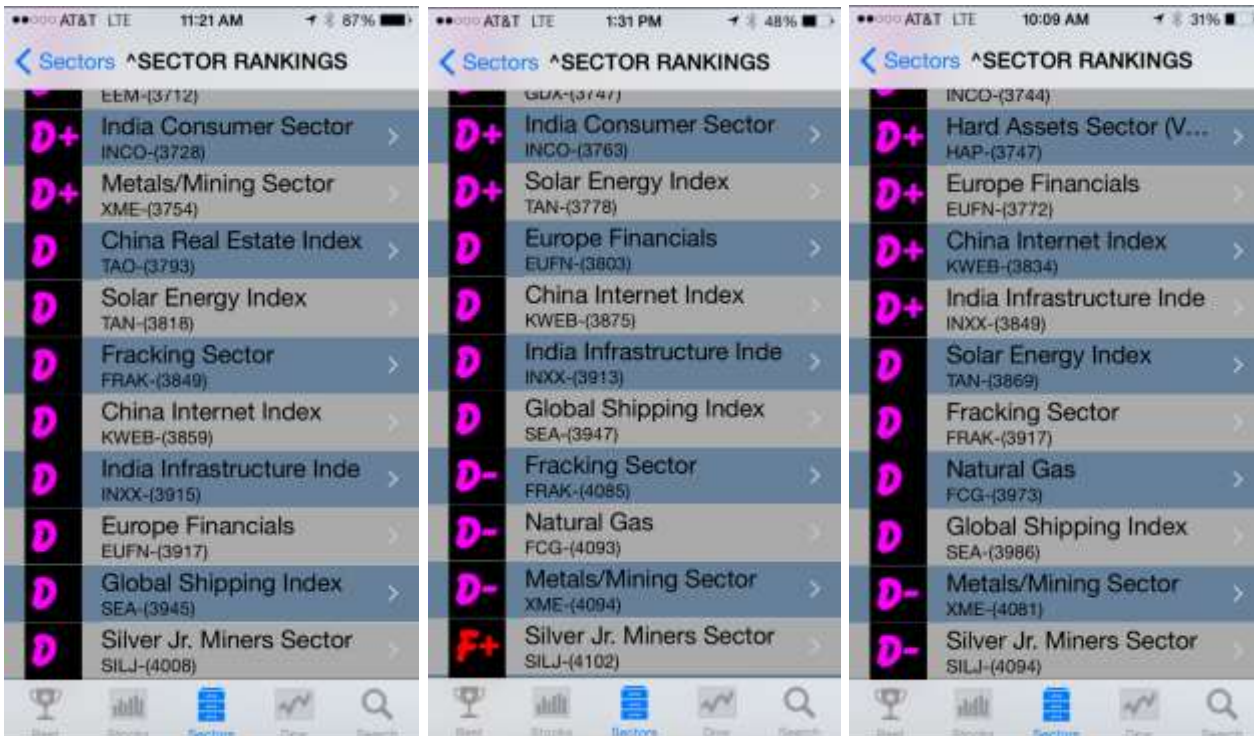 AT&T LTE 11:21 AM 87%
Sectors ^SECTOR RANKINGS
EEM-(3712)
D+ India Consumer Sector
INCO-(3728)
D+ Metals/Mining Sector
XME-(3754)
D China Real Estate Index
TAO-(3793)
D Solar Energy Index
TAN-(3818)
D Fracking Sector
FRAK-(3849)
D China Internet Index
KWEB-(3859)
D India Infrastructure Inde
INXX-(3915)
D Europe Financials
EUFN-(3917)
D Global Shipping Index
SEA-(3945)
D Silver Jr. Miners Sector
SILJ-(4008)
Sectors
Search
AT&T LTE 1:31 PM 48%
Sectors ^SECTOR RANKINGS
GDX-(3747)
D+ India Consumer Sector
INCO-(3763)
D+ Solar Energy Index
TAN-(3778)
D Europe Financials
EUFN-(3803)
D China Internet Index
KWEB-(3875)
D India Infrastructure Inde
INXX-(3913)
D Global Shipping Index
SEA-(3947)
D- Fracking Sector
FRAK-(4085)
D- Natural Gas
FCG-(4093)
D- Metals/Mining Sector
XME-(4094)
F+ Silver Jr. Miners Sector
SILJ-(4102)
Best Stocks Sectors Dow Search
AT&T LTE 10:09 AM 31%
Sectors ^SECTOR RANKINGS
INCO-(3744)
D+ Hard Assets Sector (V...
HAP-(3747)
D+ Europe Financials
EUFN-(3772)
D+ China Internet Index
KWEB-(3834)
D+ India Infrastructure Inde
INXX-(3849)
D Solar Energy Index
TAN-(3869)
D Fracking Sector
FRAK-(3917)
D Natural Gas
FCG-(3973)
D Global Shipping Index
SEA-(3986)
D- Metals/Mining Sector
XME-(4081)
D- Silver Jr. Miners Sector
SILJ-(4094)
Sectors